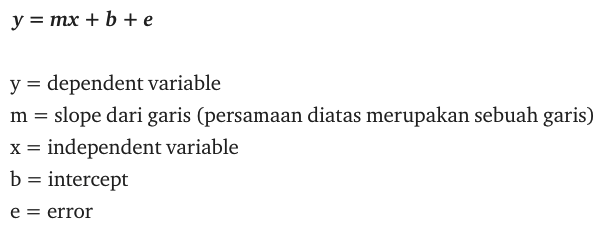 y = mx + b + e
y = dependent variable
m = slope dari garis (persamaan diatas merupakan sebuah garis)
x = independent variable
b = intercept
e = error